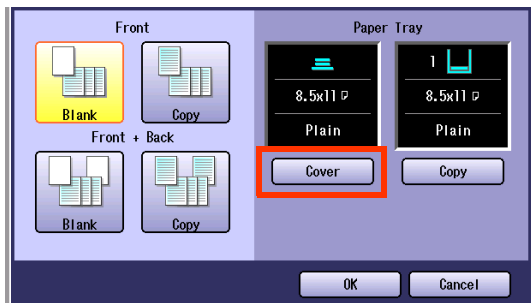 Front
Blank
Copy
Front + Back
Blank
Copy
Paper Tray
8.5x11
Plain
Cover
1
8.5x11
Plain
Copy
OK
Cancel